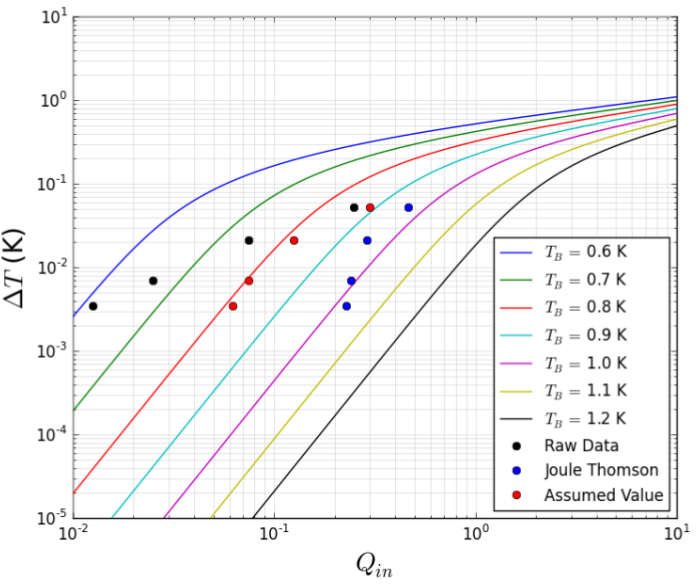 10¹
10⁰
10⁻¹
10⁻²
10⁻³
10⁻⁴
10⁻⁵
ΔT (K)
T_B = 0.6 K
T_B = 0.7 K
T_B = 0.8 K
T_B = 0.9 K
T_B = 1.0 K
T_B = 1.1 K
T_B = 1.2 K
Raw Data
Joule Thomson
Assumed Value
10⁻² 10⁻¹ 10⁰ 10¹
Q_in